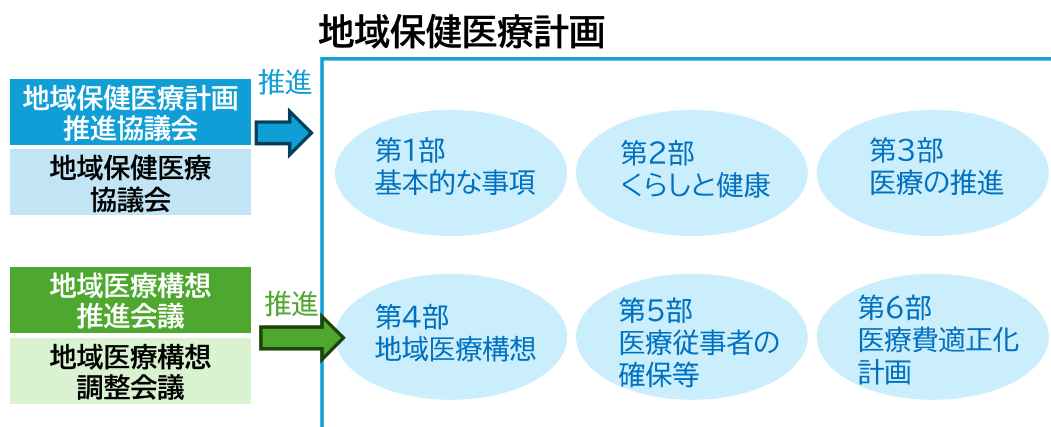 地域保健医療計画
地域保健医療計画
推進協議会
地域保健医療
協議会
推進
第1部
基本的な事項
第2部
くらしと健康
第3部
医療の推進
地域医療構想
推進会議
地域医療構想
調整会議
推進
第4部
地域医療構想
第5部
医療従事者の
確保等
第6部
医療費適正化
計画